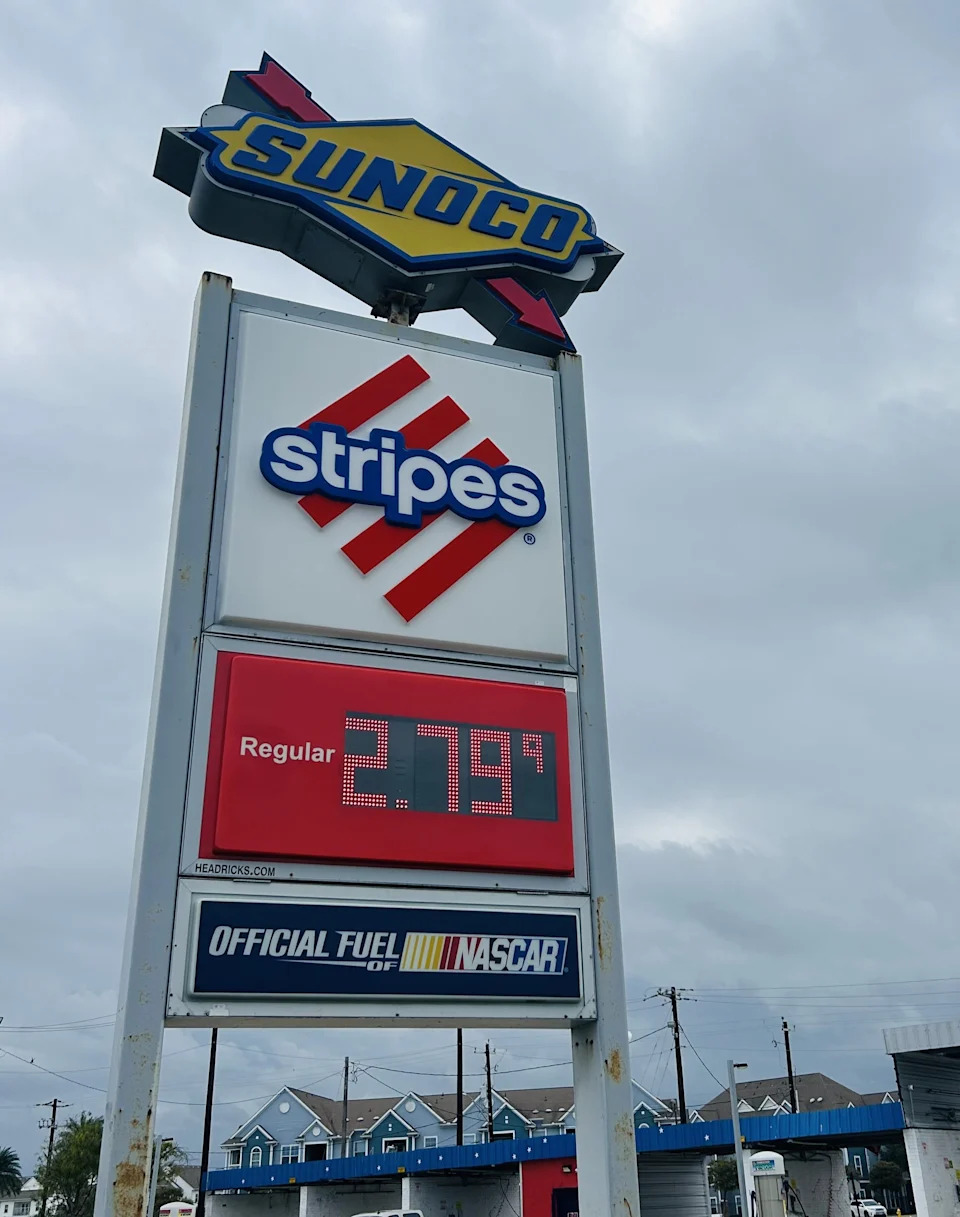 SUNOCO
stripes
®
Regular 2.79 9
HEADRICKS.COM
OFFICIAL FUEL OF NASCAR